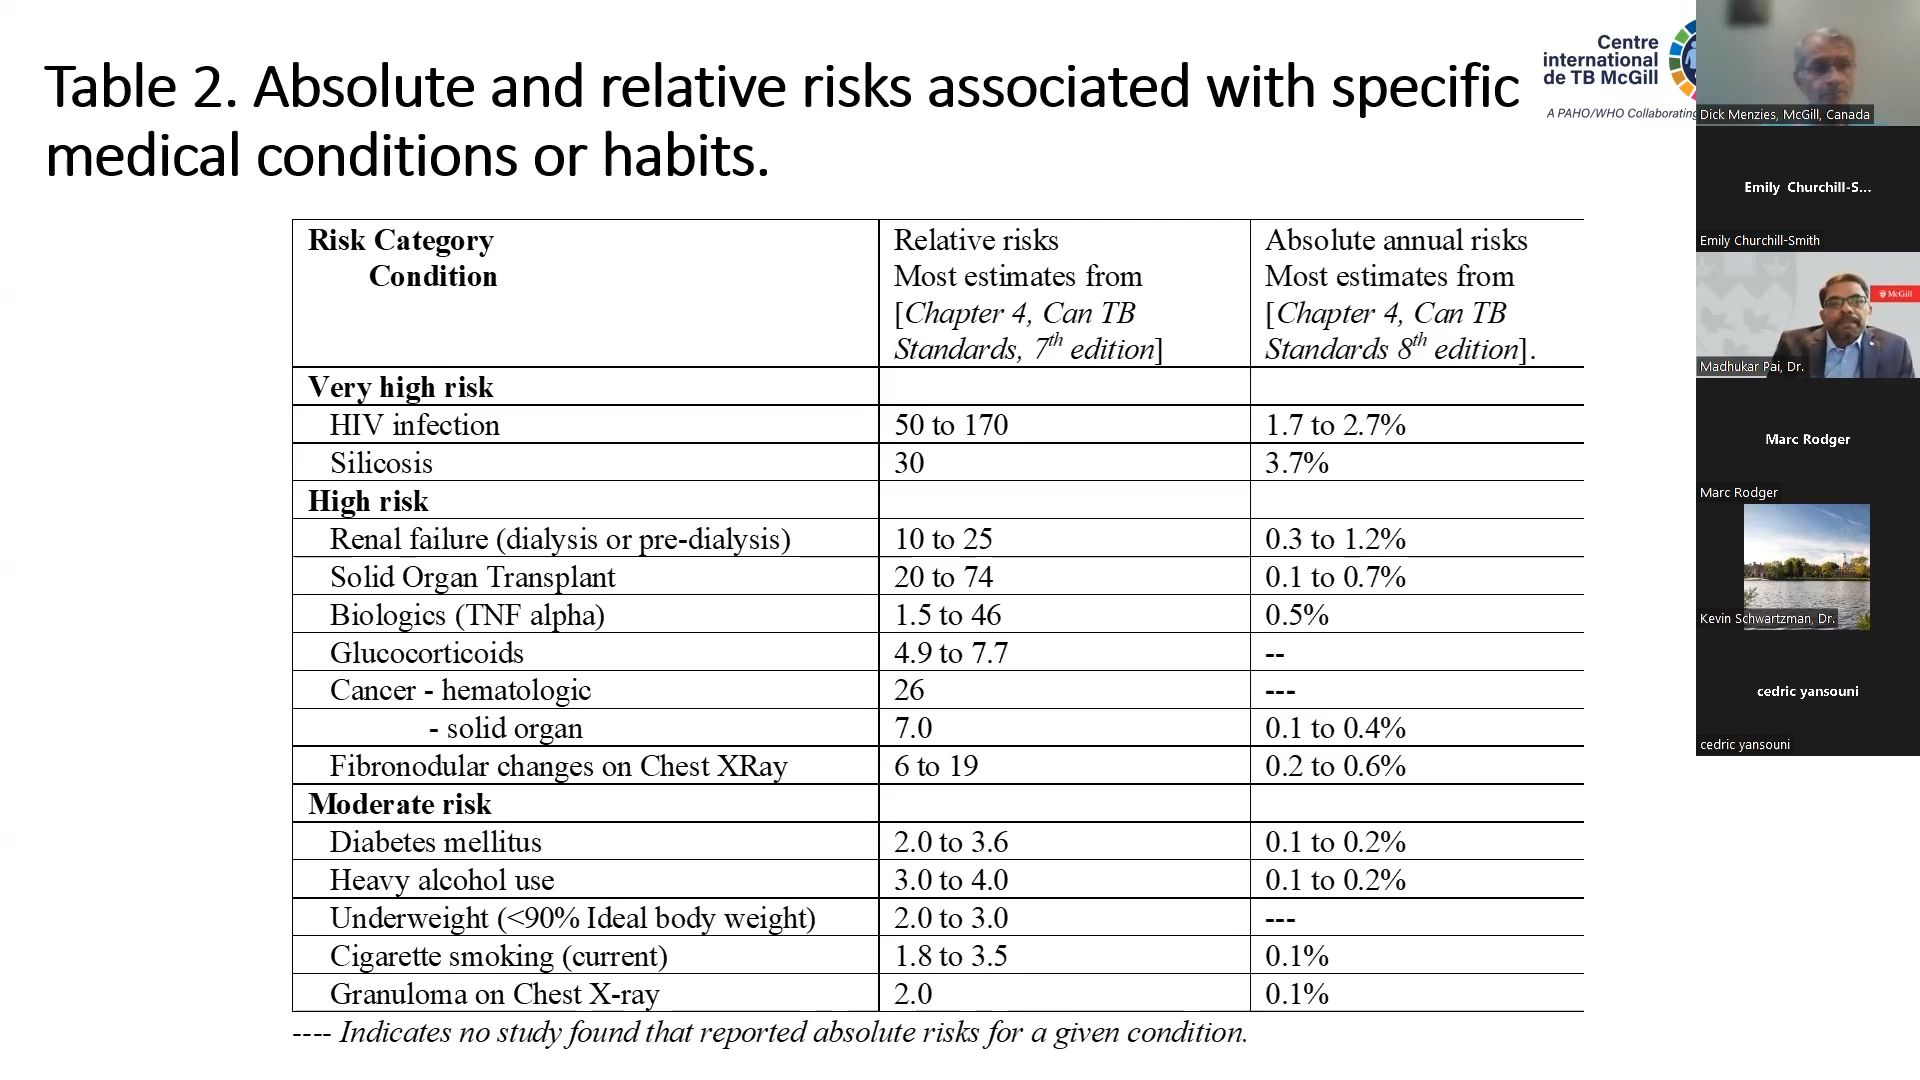 Table 2. Absolute and relative risks associated with specific
medical conditions or habits.
Centre
international
de TB McGill
A PAHO/WHO Collaborating
Risk Category
Condition
Relative risks
Most estimates from
[Chapter 4, Can TB
Standards, 7th edition]
Absolute annual risks
Most estimates from
[Chapter 4, Can TB
Standards 8th edition].
Very high risk
HIV infection 50 to 170 1.7 to 2.7%
Silicosis 30 3.7%
High risk
Renal failure (dialysis or pre-dialysis) 10 to 25 0.3 to 1.2%
Solid Organ Transplant 20 to 74 0.1 to 0.7%
Biologics (TNF alpha) 1.5 to 46 0.5%
Glucocorticoids 4.9 to 7.7 --
Cancer - hematologic 26 ---
- solid organ 7.0 0.1 to 0.4%
Fibronodular changes on Chest XRay 6 to 19 0.2 to 0.6%
Moderate risk
Diabetes mellitus 2.0 to 3.6 0.1 to 0.2%
Heavy alcohol use 3.0 to 4.0 0.1 to 0.2%
Underweight (<90% Ideal body weight) 2.0 to 3.0 ---
Cigarette smoking (current) 1.8 to 3.5 0.1%
Granuloma on Chest X-ray 2.0 0.1%
---- Indicates no study found that reported absolute risks for a given condition.
Dick Menzies, McGill, Canada
Emily Churchill-S...
Emily Churchill-Smith
McGill
Madhukar Pai, Dr.
Marc Rodger
Marc Rodger
Kevin Schwartzman, Dr.
cedric yansouni
cedric yansouni